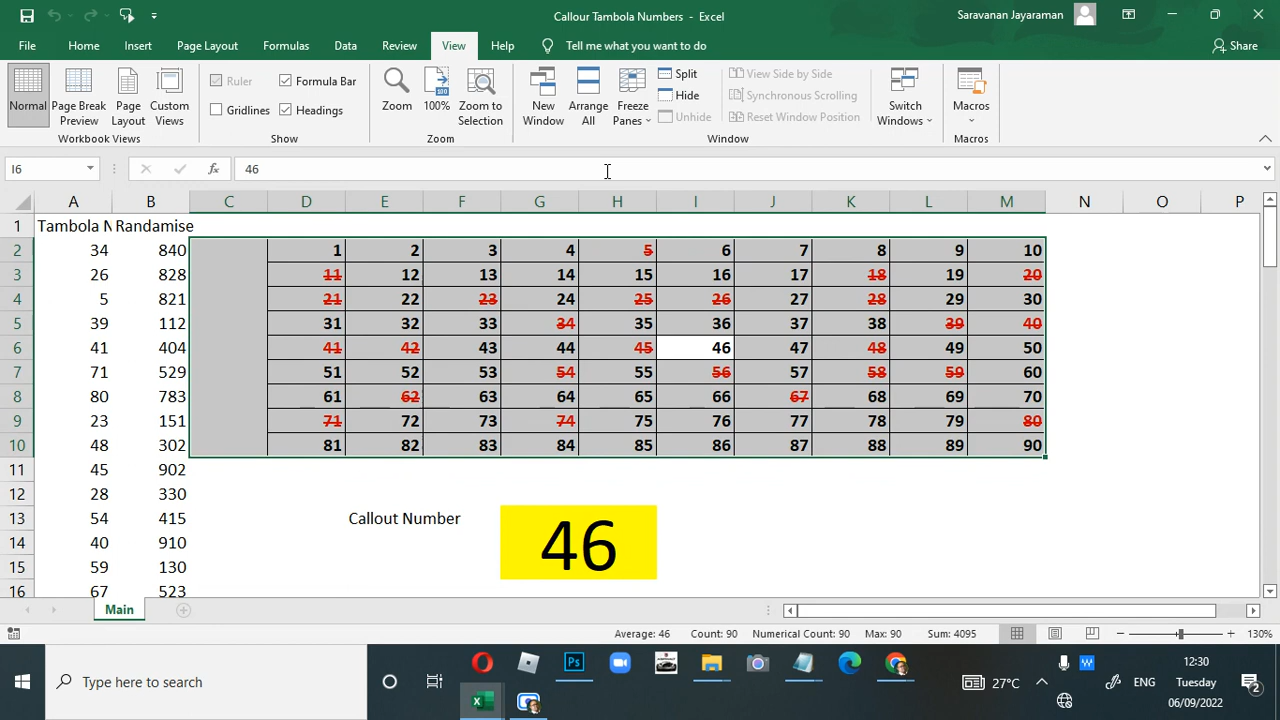 Callour Tambola Numbers - Excel
Saravanan Jayaraman
File Home Insert Page Layout Formulas Data Review View Help Tell me what you want to do Share
Normal Page Break Preview Page Layout Custom Views
Workbook Views
Ruler Formula Bar
Gridlines Headings
Show
Zoom 100% Zoom to Selection
Zoom
New Window Arrange All Freeze Panes
Split
Hide
Unhide
View Side by Side
Synchronous Scrolling
Reset Window Position
Switch Windows
Window
Macros
Macros
I6 fx 46
A B C D E F G H I J K L M N O P
1 Tambola N Randamise
2 34 840 1 2 3 4 5 6 7 8 9 10
3 26 828 11 12 13 14 15 16 17 18 19 20
4 5 821 21 22 23 24 25 26 27 28 29 30
5 39 112 31 32 33 34 35 36 37 38 39 40
6 41 404 41 42 43 44 45 46 47 48 49 50
7 71 529 51 52 53 54 55 56 57 58 59 60
8 80 783 61 62 63 64 65 66 67 68 69 70
9 23 151 71 72 73 74 75 76 77 78 79 80
10 48 302 81 82 83 84 85 86 87 88 89 90
11 45 902
12 28 330
13 54 415 Callout Number 46
14 40 910
15 59 130
16 67 523
Main
Average: 46 Count: 90 Numerical Count: 90 Max: 90 Sum: 4095 130%
Type here to search
27°C ENG
12:30
Tuesday
06/09/2022
2